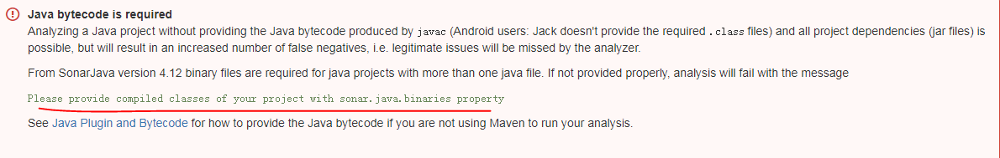 Java bytecode is required
Analyzing a Java project without providing the Java bytecode produced by javac (Android users: Jack doesn't provide the required .class files) and all project dependencies (jar files) is
possible, but will result in an increased number of false negatives, i.e. legitimate issues will be missed by the analyzer.
From SonarJava version 4.12 binary files are required for java projects with more than one java file. If not provided properly, analysis will fail with the message
Please provide compiled classes of your project with sonar.java.binaries property
See Java Plugin and Bytecode for how to provide the Java bytecode if you are not using Maven to run your analysis.